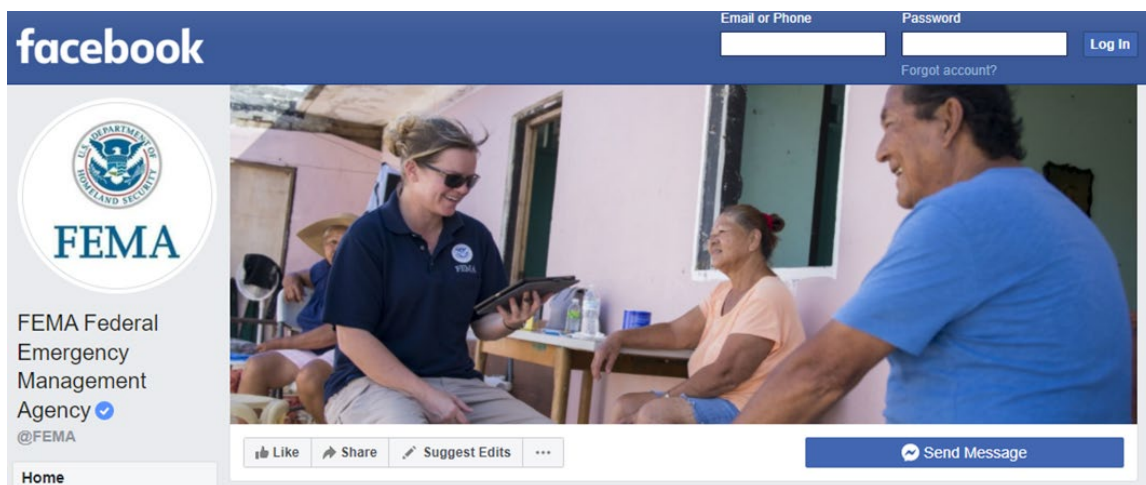 Email or Phone
Password
facebook
Log In
Forgot account?
U.S. DEPARTMENT OF
HOMELAND SECURITY
FEMA
FEMA
FEMA Federal
Emergency
Management
Agency
@FEMA
Like
Share
Suggest Edits
Send Message
Home